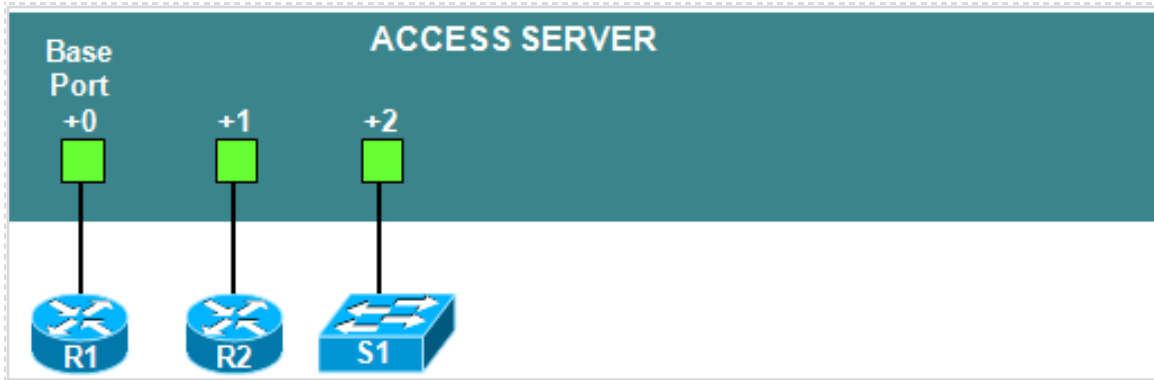 ACCESS SERVER
Base
Port
+0 +1 +2
R1 R2 S1